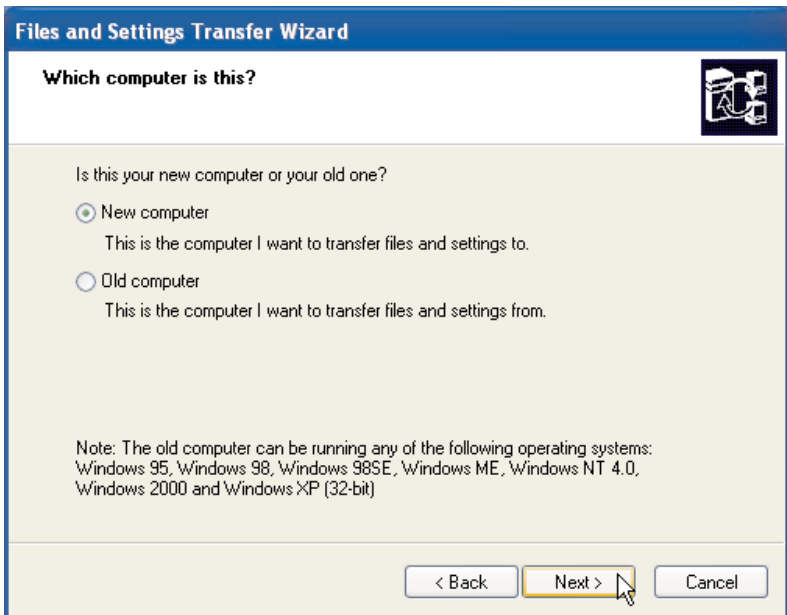 Files and Settings Transfer Wizard
Which computer is this?
Is this your new computer or your old one?
New computer
This is the computer I want to transfer files and settings to.
Old computer
This is the computer I want to transfer files and settings from.
Note: The old computer can be running any of the following operating systems:
Windows 95, Windows 98, Windows 98SE, Windows ME, Windows NT 4.0,
Windows 2000 and Windows XP (32-bit)
< Back Next > Cancel